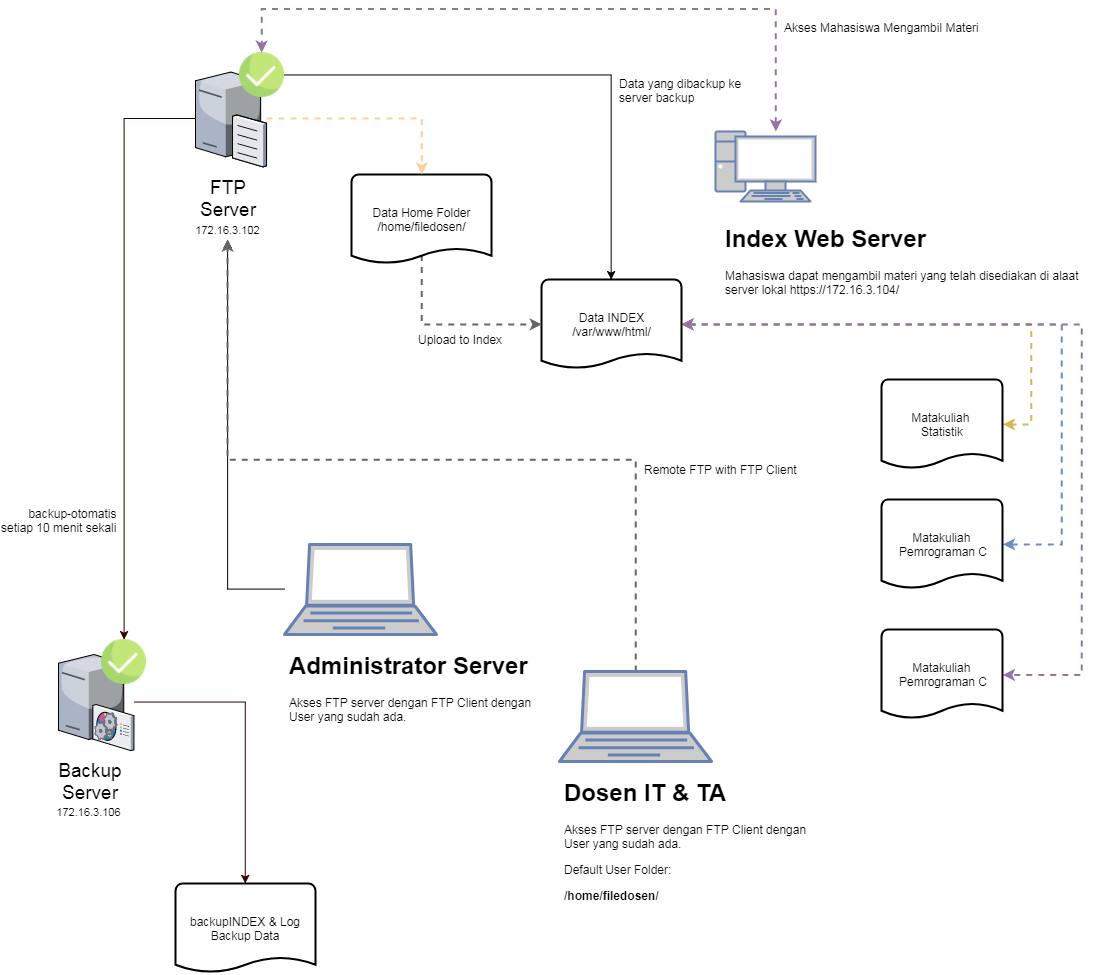 Akses Mahasiswa Mengambil Materi
Data yang dibackup ke
server backup
FTP
Server
172.16.3.102
Data Home Folder
/home/filedosen/
Index Web Server
Mahasiswa dapat mengambil materi yang telah disediakan di alaat
server lokal https://172.16.3.104/
Data INDEX
/var/www/html/
Upload to Index
Matakuliah
Statistik
Remote FTP with FTP Client
backup-otomatis
setiap 10 menit sekali
Matakuliah
Pemrograman C
Administrator Server
Akses FTP server dengan FTP Client dengan
User yang sudah ada.
Matakuliah
Pemrograman C
Backup
Server
172.16.3.106
Dosen IT & TA
Akses FTP server dengan FTP Client dengan
User yang sudah ada.
Default User Folder:
/home/filedosen/
backupINDEX & Log
Backup Data